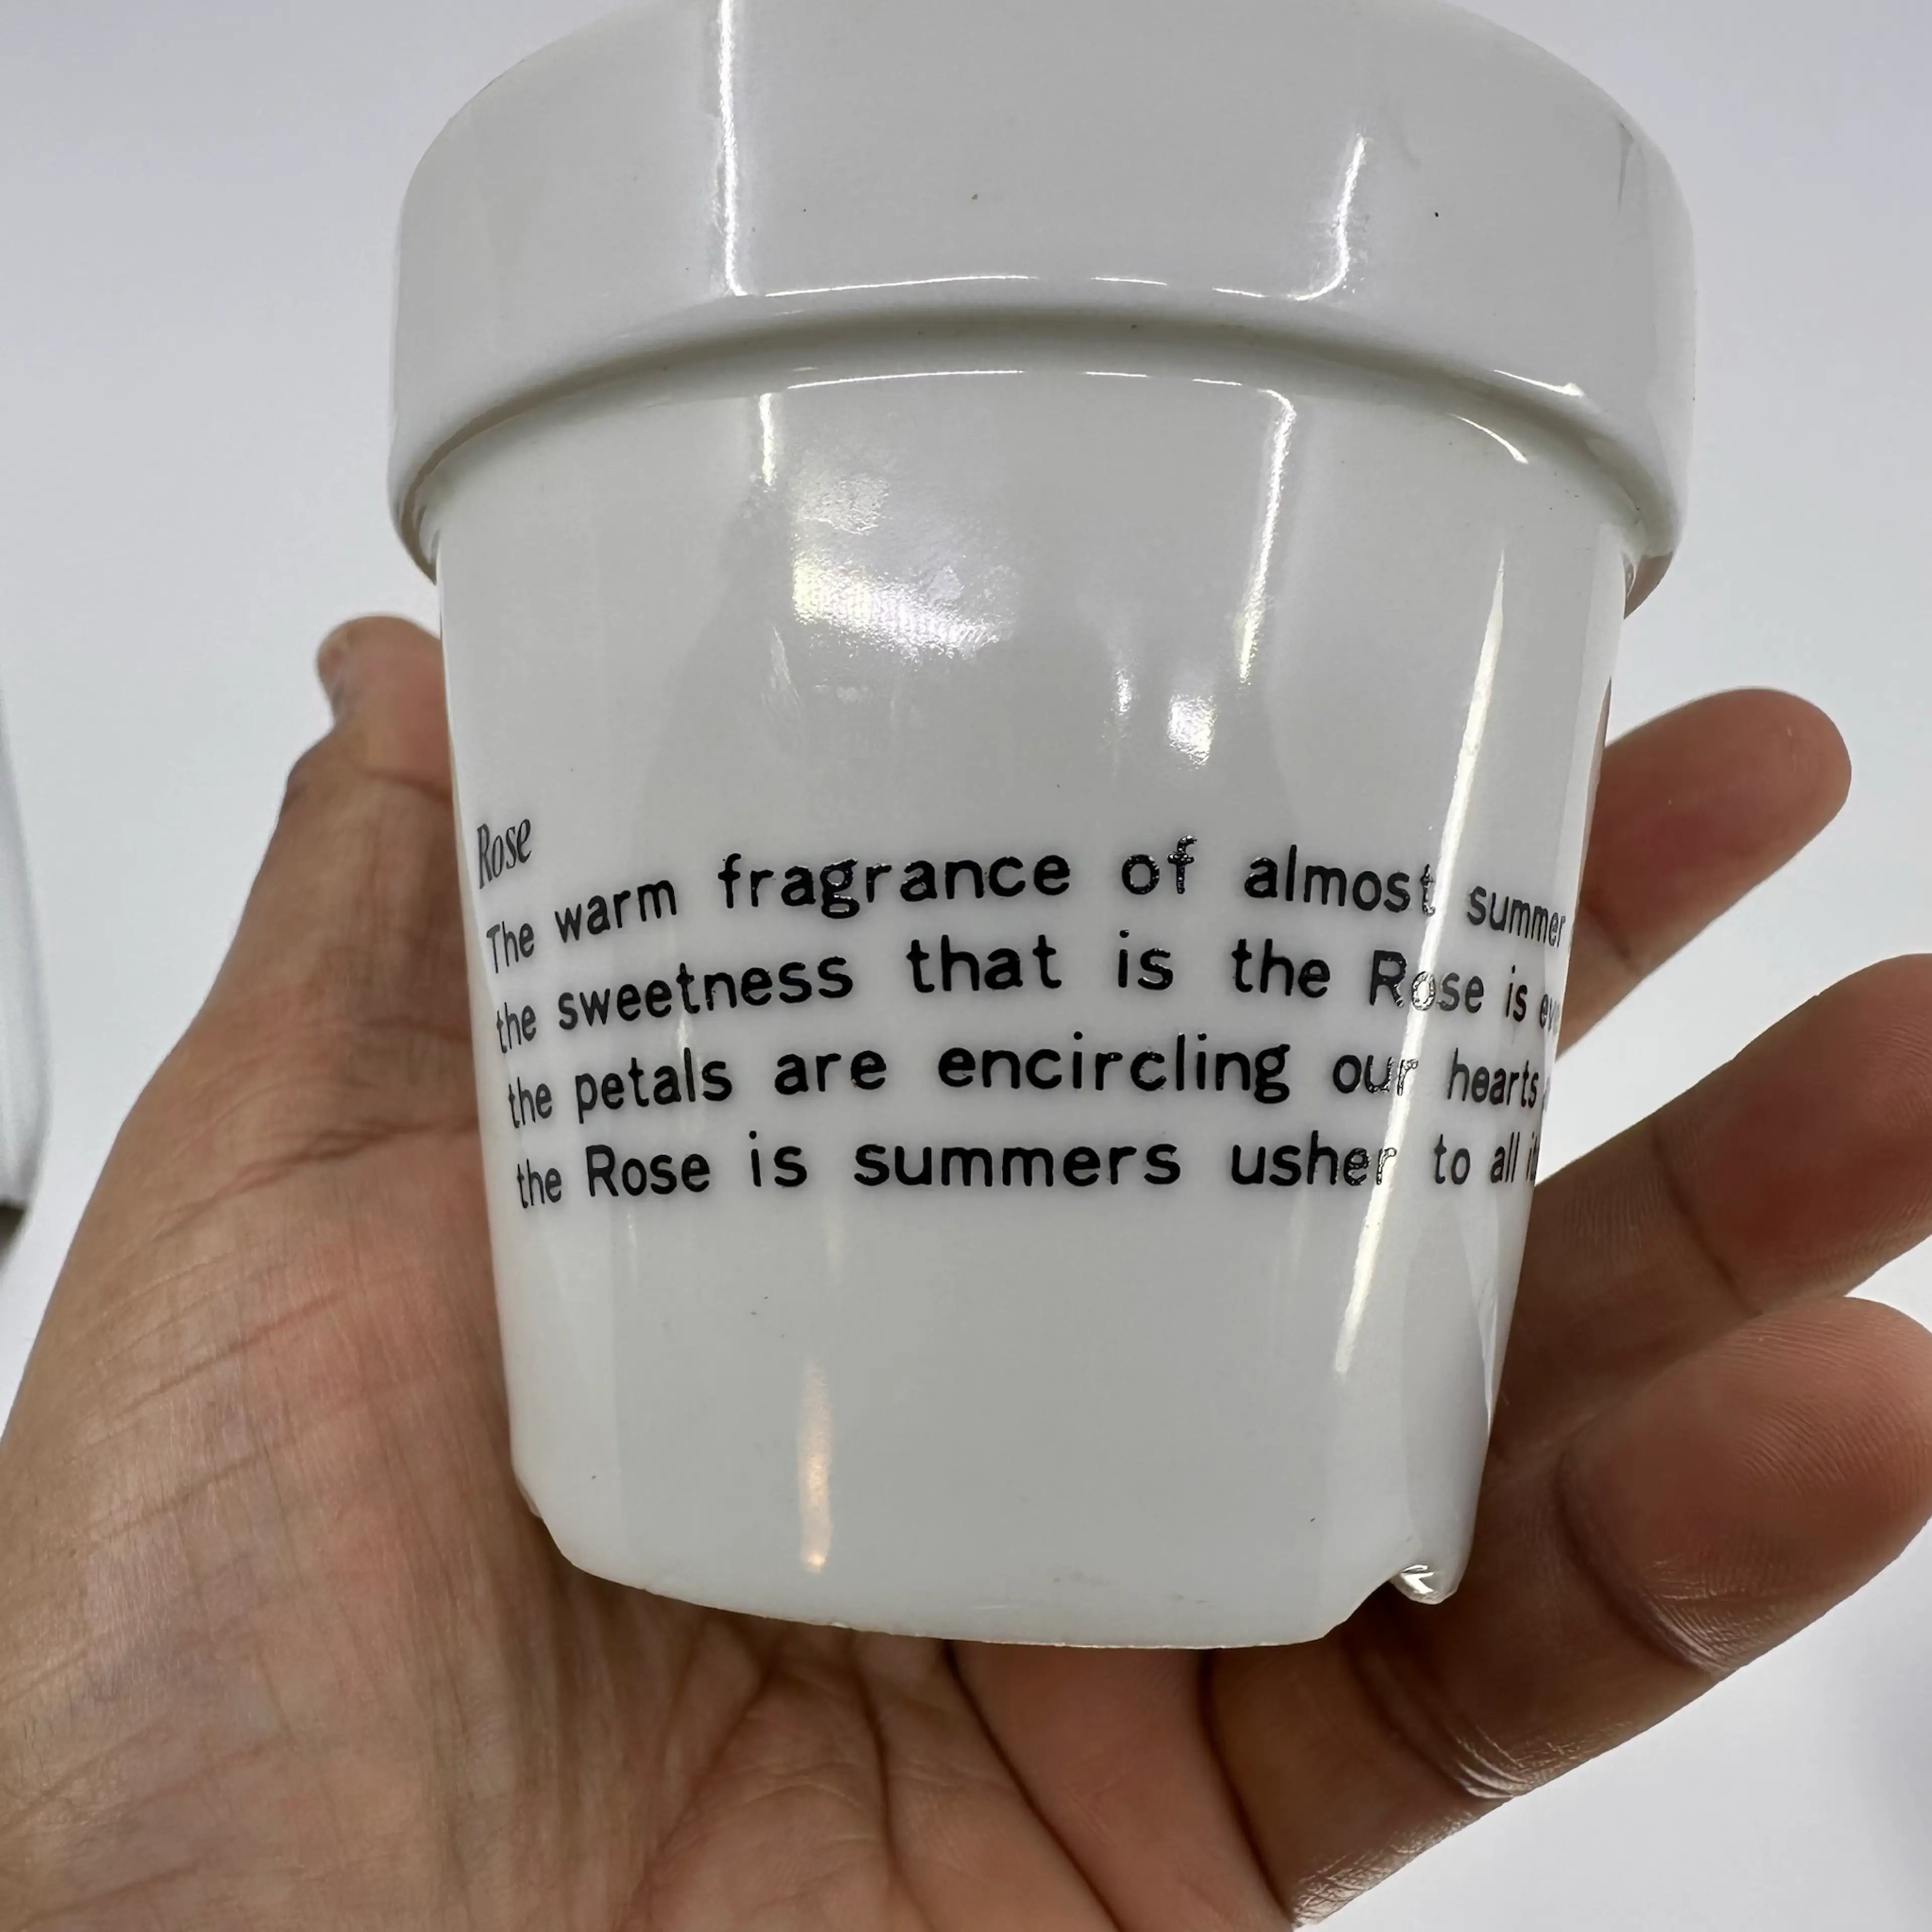 Rose
The warm fragrance of almost summer
the sweetness that is the Rose is
the petals are encircling our hearts
the Rose is summers usher to all